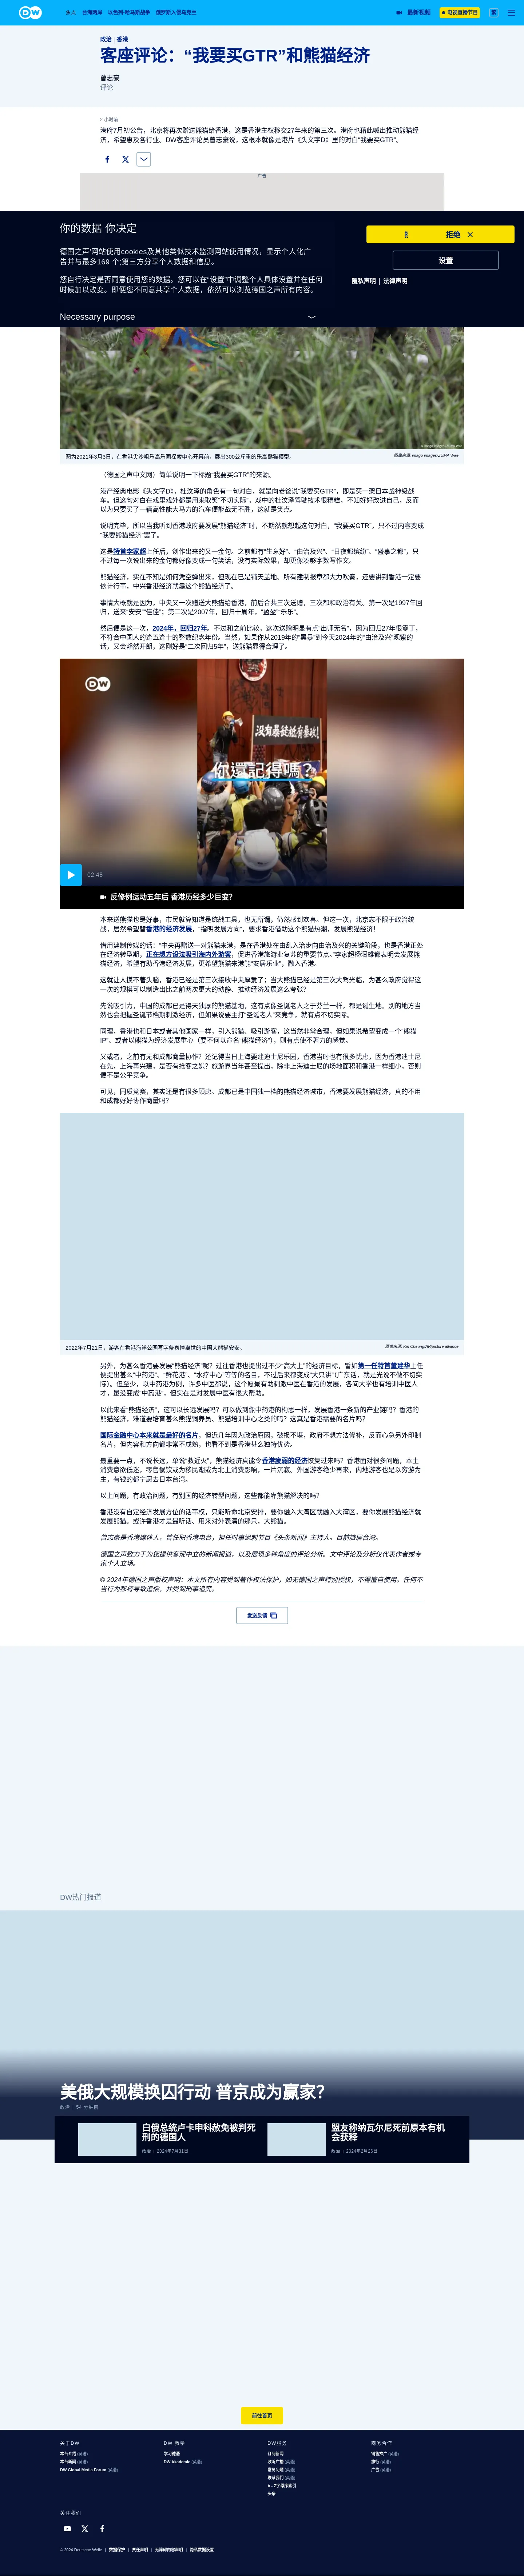 焦点
台海两岸
以色列-哈马斯战争
俄罗斯入侵乌克兰
最新视频
电视直播节目
繁
政治
香港
客座评论：“我要买GTR”和熊猫经济
曾志豪
评论
2 小时前
港府7月初公告，北京将再次赠送熊猫给香港，这是香港主权移交27年来的第三次。港府也藉此喊出推动熊猫经
济，希望惠及各行业。DW客座评论员曾志豪说，这根本就像是港片《头文字D》里的对白“我要买GTR”。
广告
你的数据 你决定
德国之声'网站使用cookies及其他类似技术监测网站使用情况，显示个人化广
告并与最多169 个;第三方分享个人数据和信息。
您自行决定是否同意使用您的数据。您可以在"设置"中调整个人具体设置并在任何
时候加以改变。即便您不同意共享个人数据，依然可以浏览德国之声所有内容。
拒绝
设置
隐私声明 | 法律声明
Necessary purpose
图为2021年3月3日，在香港尖沙咀乐高乐园探索中心开幕前，展出300公斤重的乐高熊猫模型。
图像来源: imago images/ZUMA Wire
（德国之声中文网）简单说明一下标题“我要买GTR”的来源。
港产经典电影《头文字D》，杜汶泽的角色有一句对白，就是向老爸说“我要买GTR”，即是买一架日本战神级战
车。但这句对白在戏里戏外都是用来取笑“不切实际”，戏中的杜汶泽驾驶技术很糟糕，不知好好改进自己，反而
以为只要买了一辆高性能大马力的汽车便能战无不胜，这就是笑点。
说明完毕，所以当我听到香港政府要发展“熊猫经济”时，不期然就想起这句对白，“我要买GTR”，只不过内容变成
“我要熊猫经济”罢了。
这是特首李家超上任后，创作出来的又一金句。之前都有“生意好”、“由治及兴”、“日夜都缤纷”、“盛事之都”，只
不过每一次说出来的金句都好像变成一句笑话，没有实际效果，却更像凑够字数写作文。
熊猫经济，实在不知是如何凭空弹出来，但现在已是铺天盖地、所有建制报章都大力吹奏，还要讲到香港一定要
依计行事，中兴香港经济就靠这个熊猫经济了。
事情大概就是因为，中央又一次赠送大熊猫给香港，前后合共三次送赠，三次都和政治有关。第一次是1997年回
归，送来“安安”“佳佳”；第二次是2007年，回归十周年，“盈盈”“乐乐”。
然后便是这一次，2024年，回归27年。不过和之前比较，这次送赠明显有点“出师无名”，因为回归27年很零丁，
不符合中国人的逢五逢十的整数纪念年份。当然，如果你从2019年的“黑暴”到今天2024年的“由治及兴”观察的
话，又会豁然开朗，这刚好是“二次回归5年”，送熊猫显得合理了。
你還記得嗎?
02:48
反修例运动五年后 香港历经多少巨变？
本来送熊猫也是好事，市民就算知道是统战工具，也无所谓，仍然感到欢喜。但这一次，北京志不限于政治统
战，居然希望替香港的经济发展，“指明发展方向”，要求香港借助这个熊猫热潮，发展熊猫经济！
借用建制传媒的话：“中央再赠送一对熊猫来港，是在香港处在由乱入治步向由治及兴的关键阶段，也是香港正处
在经济转型期，正在想方设法吸引海内外游客，促进香港旅游业复苏的重要节点。”李家超杨润雄都表明会发展熊
猫经济，希望有助香港经济发展，更希望熊猫来港能“安居乐业”，融入香港。
这就让人摸不著头脑，香港已经是第三次接收中央厚爱了；当大熊猫已经是第三次大驾光临，为甚么政府觉得这
一次的规模可以制造出比之前两次更大的动静、推动经济发展这么夸张？
先说吸引力，中国的成都已是得天独厚的熊猫基地，这有点像圣诞老人之于芬兰一样，都是诞生地。别的地方当
然也会把握圣诞节档期刺激经济，但如果说要主打“圣诞老人”来竞争，就有点不切实际。
同理，香港也和日本或者其他国家一样，引入熊猫、吸引游客，这当然非常合理，但如果说希望变成一个“熊猫
IP”、或者以熊猫为经济发展重心（要不何以命名“熊猫经济”），则有点使不著力的感觉。
又或者，之前有无和成都商量协作？还记得当日上海要建迪士尼乐园，香港当时也有很多忧虑，因为香港迪士尼
在先，上海再兴建，是否有抢客之嫌？旅游界当年甚至提出，除非上海迪士尼的场地面积和香港一样细小，否则
便不是公平竞争。
可见，同质竞赛，其实还是有很多顾虑。成都已是中国独一档的熊猫经济城市，香港要发展熊猫经济，真的不用
和成都好好协作商量吗？
2022年7月21日，游客在香港海洋公园写字条哀悼离世的中国大熊猫安安。
图像来源: Kin Cheung/AP/picture alliance
另外，为甚么香港要发展“熊猫经济”呢？过往香港也提出过不少“高大上”的经济目标，譬如第一任特首董建华上任
便提出甚么“中药港”、“鲜花港”、“水疗中心”等等的名目，不过后来都变成“大只讲”（广东话，就是光说不做不切实
际）。但至少，以中药港为例，许多中国医者、这个愿景有助刺激中医在香港的发展，各间大学也有培训中医人
才，虽没变成“中药港”，但实在是对发展中医有很大帮助。
以此来看“熊猫经济”，这可以长远发展吗？可以做到像中药港的构思一样，发展香港一条新的产业链吗？香港的
熊猫经济，难道要培育甚么熊猫饲养员、熊猫培训中心之类的吗？这真是香港需要的名片吗？
国际金融中心本来就是最好的名片，但近几年因为政治原因，破损不堪，政府不想方法修补，反而心急另外印制
名片，但内容和方向都非常不成熟，也看不到是香港甚么独特优势。
最重要一点，不说长远，单说“救近火”，熊猫经济真能令香港疲弱的经济恢复过来吗？香港面对很多问题，本土
消费意欲低迷，零售餐饮或为移民潮或为北上消费影响，一片沉寂。外国游客绝少再来，内地游客也是以穷游为
主，有钱的都宁愿去日本台湾。
以上问题，有政治问题，有别国的经济转型问题，这些都能靠熊猫解决的吗？
香港没有自定经济发展方位的话事权，只能听命北京安排，要你融入大湾区就融入大湾区，要你发展熊猫经济就
发展熊猫。或许香港才是最听话、用来对外表演的那只，大熊猫。
曾志豪是香港媒体人，曾任职香港电台，担任时事讽刺节目《头条新闻》主持人。目前旅居台湾。
德国之声致力于为您提供客观中立的新闻报道，以及展现多种角度的评论分析。文中评论及分析仅代表作者或专
家个人立场。
© 2024年德国之声版权声明：本文所有内容受到著作权法保护，如无德国之声特别授权，不得擅自使用。任何不
当行为都将导致追偿，并受到刑事追究。
发送反馈
DW热门报道
美俄大规模换囚行动 普京成为赢家？
政治 | 54 分钟前
白俄总统卢卡申科赦免被判死
刑的德国人
政治 | 2024年7月31日
盟友称纳瓦尔尼死前原本有机
会获释
政治 | 2024年2月26日
前往首页
关于DW
本台介绍 (英语)
本台新闻 (英语)
DW Global Media Forum (英语)
DW 教學
学习德语
DW Akademie (英语)
DW服务
订阅新闻
收听广播 (英语)
常见问题 (英语)
联系我们 (英语)
A - Z字母序索引
头条
商务合作
销售推广 (英语)
旅行 (英语)
广告 (英语)
关注我们
© 2024 Deutsche Welle | 数据保护 | 责任声明 | 无障碍内容声明 | 隐私数据设置